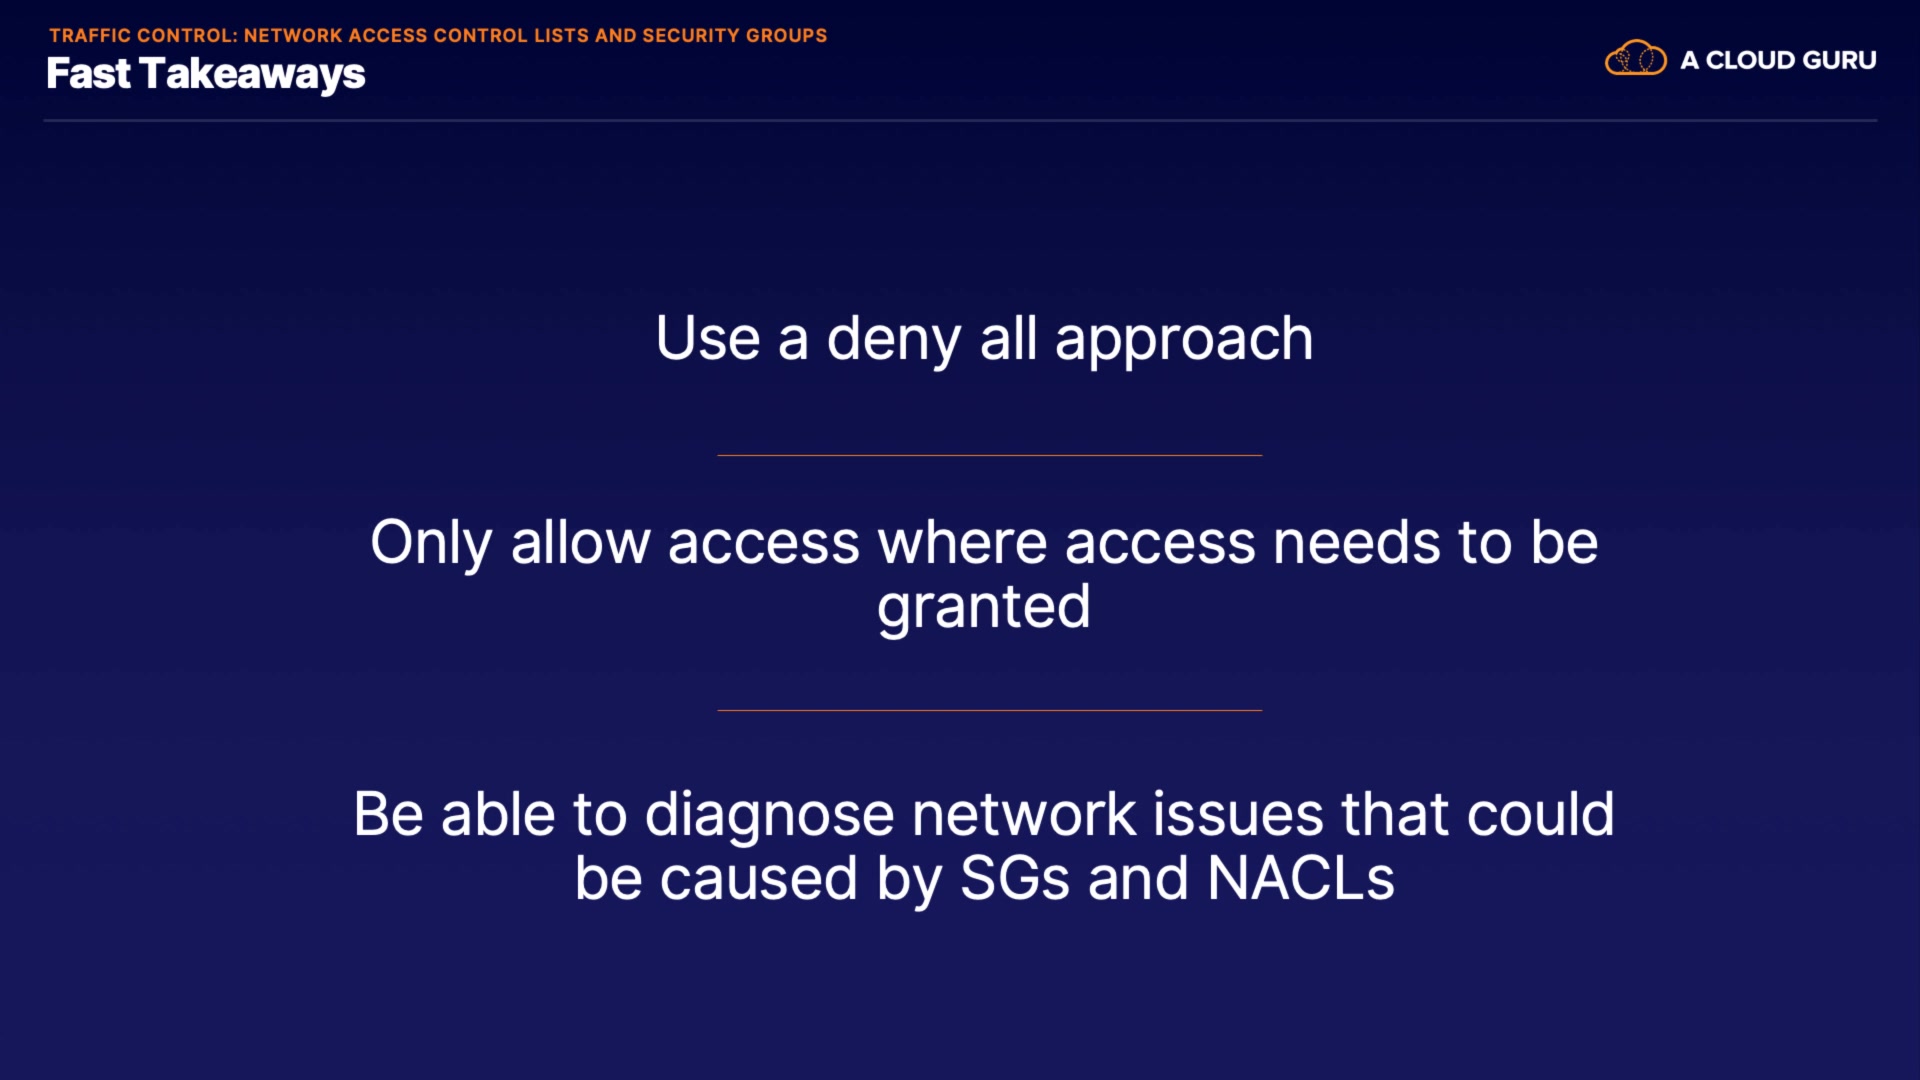 TRAFFIC CONTROL: NETWORK ACCESS CONTROL LISTS AND SECURITY GROUPS
Fast Takeaways
A CLOUD GURU
Use a deny all approach
Only allow access where access needs to be
granted
Be able to diagnose network issues that could
be caused by SGs and NACLs